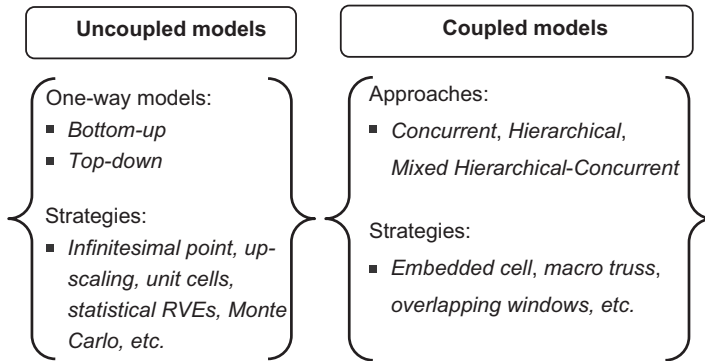 Uncoupled models
One-way models:
▪ Bottom-up
▪ Top-down
Strategies:
▪ Infinitesimal point, up-
scaling, unit cells,
statistical RVEs, Monte
Carlo, etc.
Coupled models
Approaches:
▪ Concurrent, Hierarchical,
Mixed Hierarchical-Concurrent
Strategies:
▪ Embedded cell, macro truss,
overlapping windows, etc.